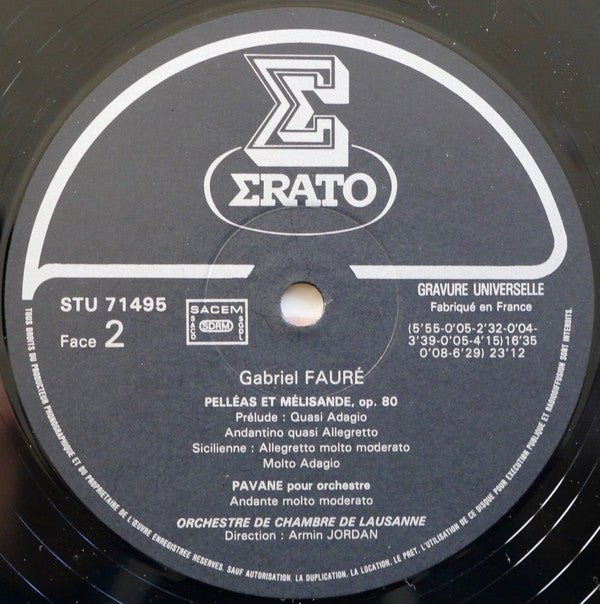 Σ
ΣRATO
STU 71495
Face 2
SACEM
SACD SDRM SGDL
GRAVURE UNIVERSELLE
Fabriqué en France
(5'55-0'05-2'32-0'04-
3'39-0'05-4'15)16'35
0'08-6'29) 23'12
Gabriel FAURÉ
PELLÉAS ET MÉLISANDE, op. 80
Prélude : Quasi Adagio
Andantino quasi Allegretto
Sicilienne : Allegretto molto moderato
Molto Adagio
PAVANE pour orchestre
Andante molto moderato
ORCHESTRE DE CHAMBRE DE LAUSANNE
Direction : Armin JORDAN
TOUS DROITS DU PRODUCTEUR PHONOGRAPHIQUE ET DU PROPRIETAIRE DE L'ŒUVRE ENREGISTREE RESERVES. SAUF AUTORISATION, LA DUPLICATION, LA LOCATION, LE PRET, L'UTILISATION DE CE DISQUE POUR EXECUTION PUBLIQUE ET RADIODIFFUSION SONT INTERDITS.